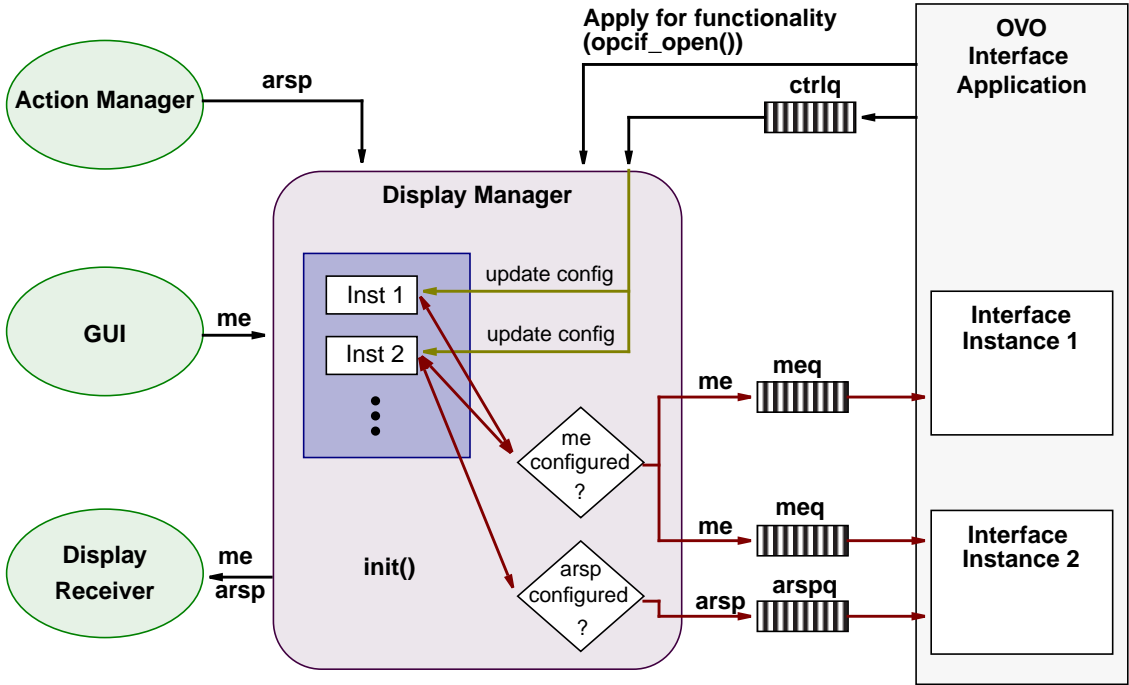 Apply for functionality
(opcif_open())
OVO
Interface
Application
Action Manager
arsp
ctrlq
Display Manager
update config
Inst 1
GUI
me
update config
Inst 2
Interface
Instance 1
me
meq
me
configured
?
me
meq
Interface
Instance 2
Display
Receiver
me
arsp
init()
arsp
configured
?
arsp
arspq